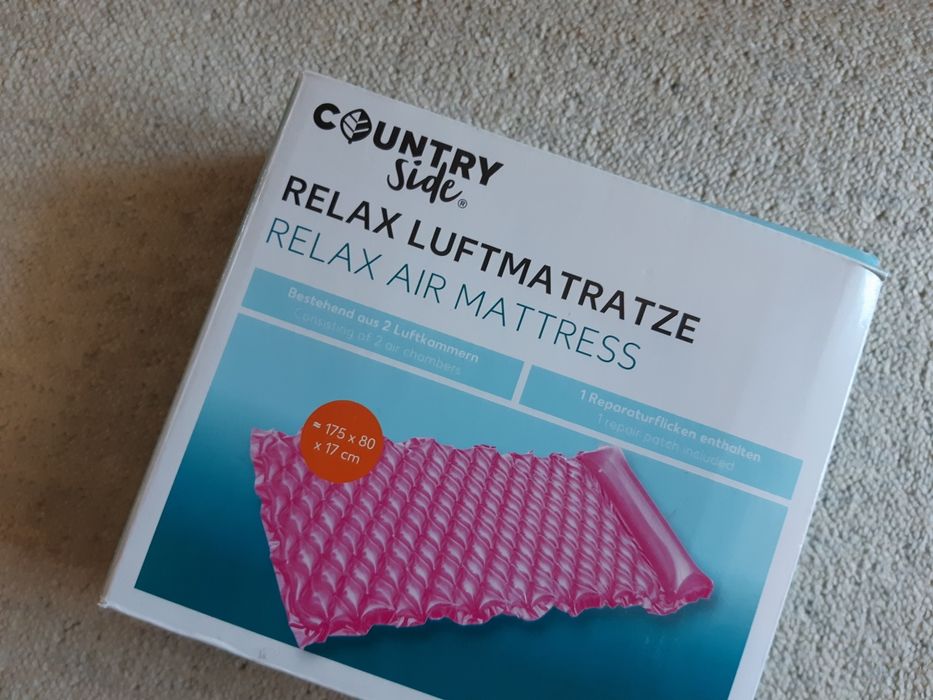 COUNTRY
side®
RELAX LUFTMATRATZE
RELAX AIR MATTRESS
Bestehend aus 2 Luftkammern
Consisting of 2 air chambers
1 Reparaturflicken enthalten
1 repair patch included
≈ 175 x 80
x 17 cm